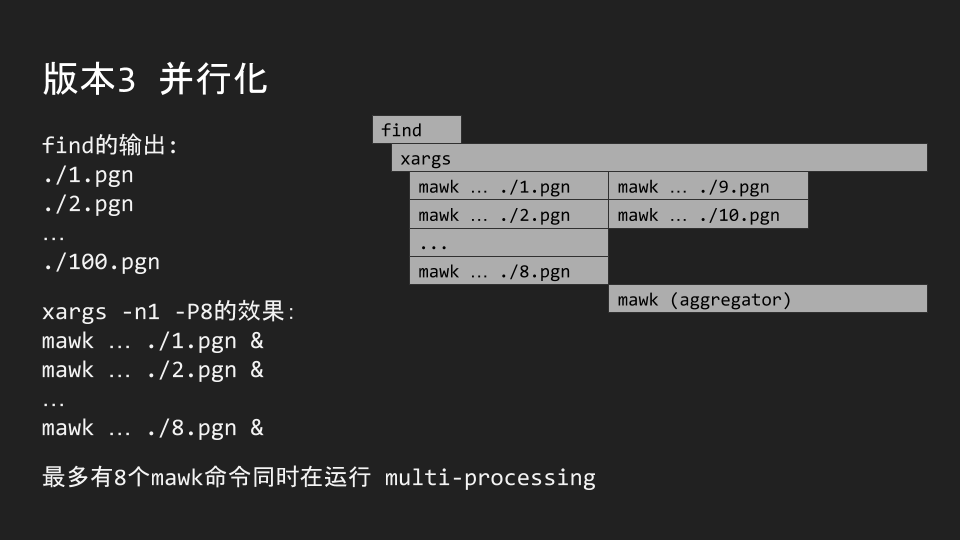 版本3 并行化
find的输出:
./1.pgn
./2.pgn
…
./100.pgn
xargs -n1 -P8的效果:
mawk … ./1.pgn &
mawk … ./2.pgn &
…
mawk … ./8.pgn &
最多有8个mawk命令同时在运行 multi-processing
find
xargs
mawk … ./1.pgn
mawk … ./9.pgn
mawk … ./2.pgn
mawk … ./10.pgn
...
mawk … ./8.pgn
mawk (aggregator)